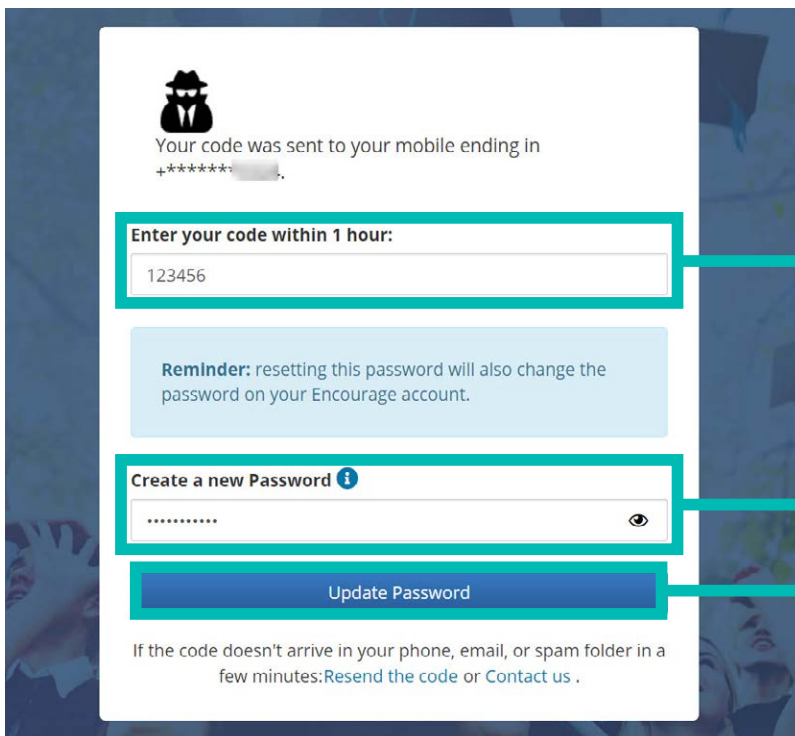 Your code was sent to your mobile ending in
+*******
Enter your code within 1 hour:
123456
Reminder: resetting this password will also change the
password on your Encourage account.
Create a new Password
•••••••••••
Update Password
If the code doesn't arrive in your phone, email, or spam folder in a
few minutes:Resend the code or Contact us .